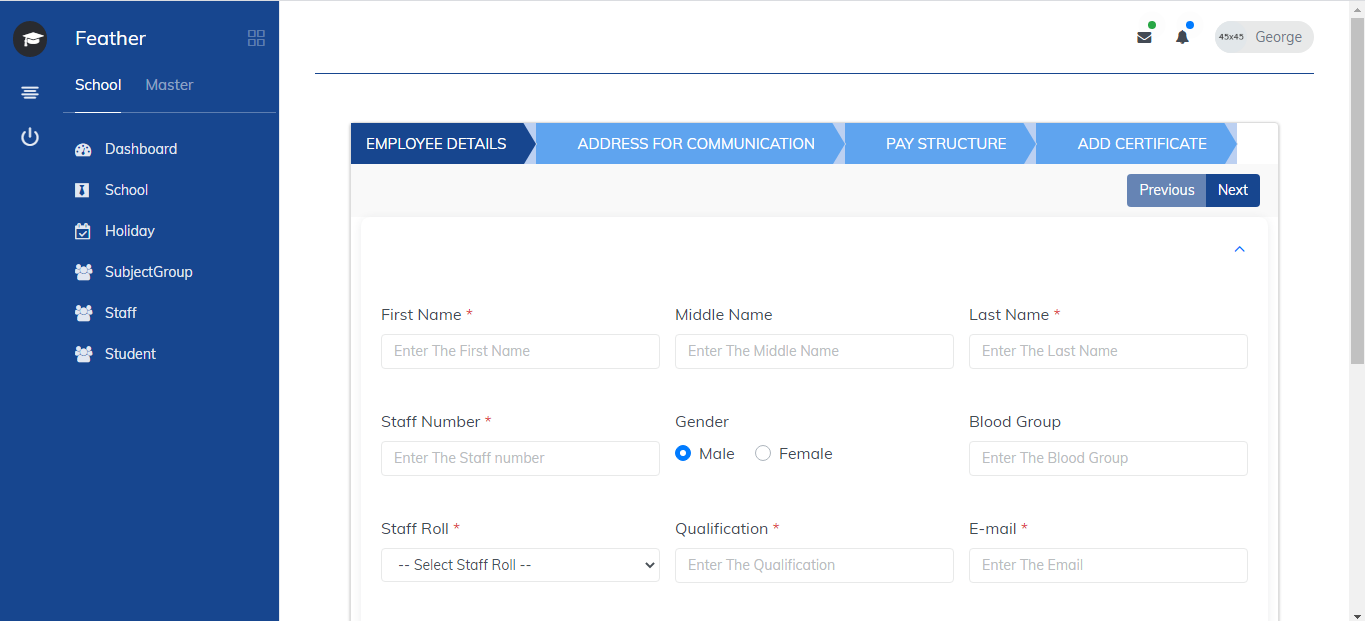 Feather
School Master
Dashboard
School
Holiday
SubjectGroup
Staff
Student
45x45 George
EMPLOYEE DETAILS ADDRESS FOR COMMUNICATION PAY STRUCTURE ADD CERTIFICATE
Previous Next
First Name * Middle Name Last Name *
Enter The First Name Enter The Middle Name Enter The Last Name
Staff Number * Gender Blood Group
Enter The Staff number Male Female Enter The Blood Group
Staff Roll * Qualification * E-mail *
-- Select Staff Roll -- Enter The Qualification Enter The Email